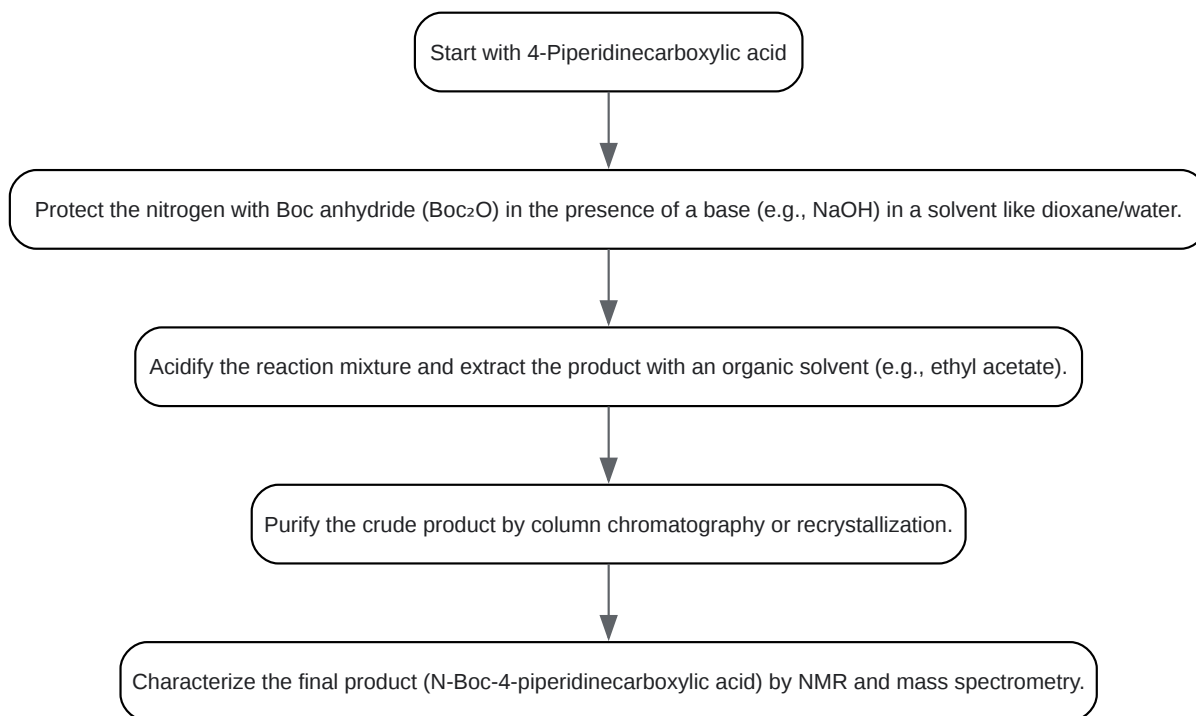 Start with 4-Piperidinecarboxylic acid
Protect the nitrogen with Boc anhydride (Boc₂O) in the presence of a base (e.g., NaOH) in a solvent like dioxane/water.
Acidify the reaction mixture and extract the product with an organic solvent (e.g., ethyl acetate).
Purify the crude product by column chromatography or recrystallization.
Characterize the final product (N-Boc-4-piperidinecarboxylic acid) by NMR and mass spectrometry.